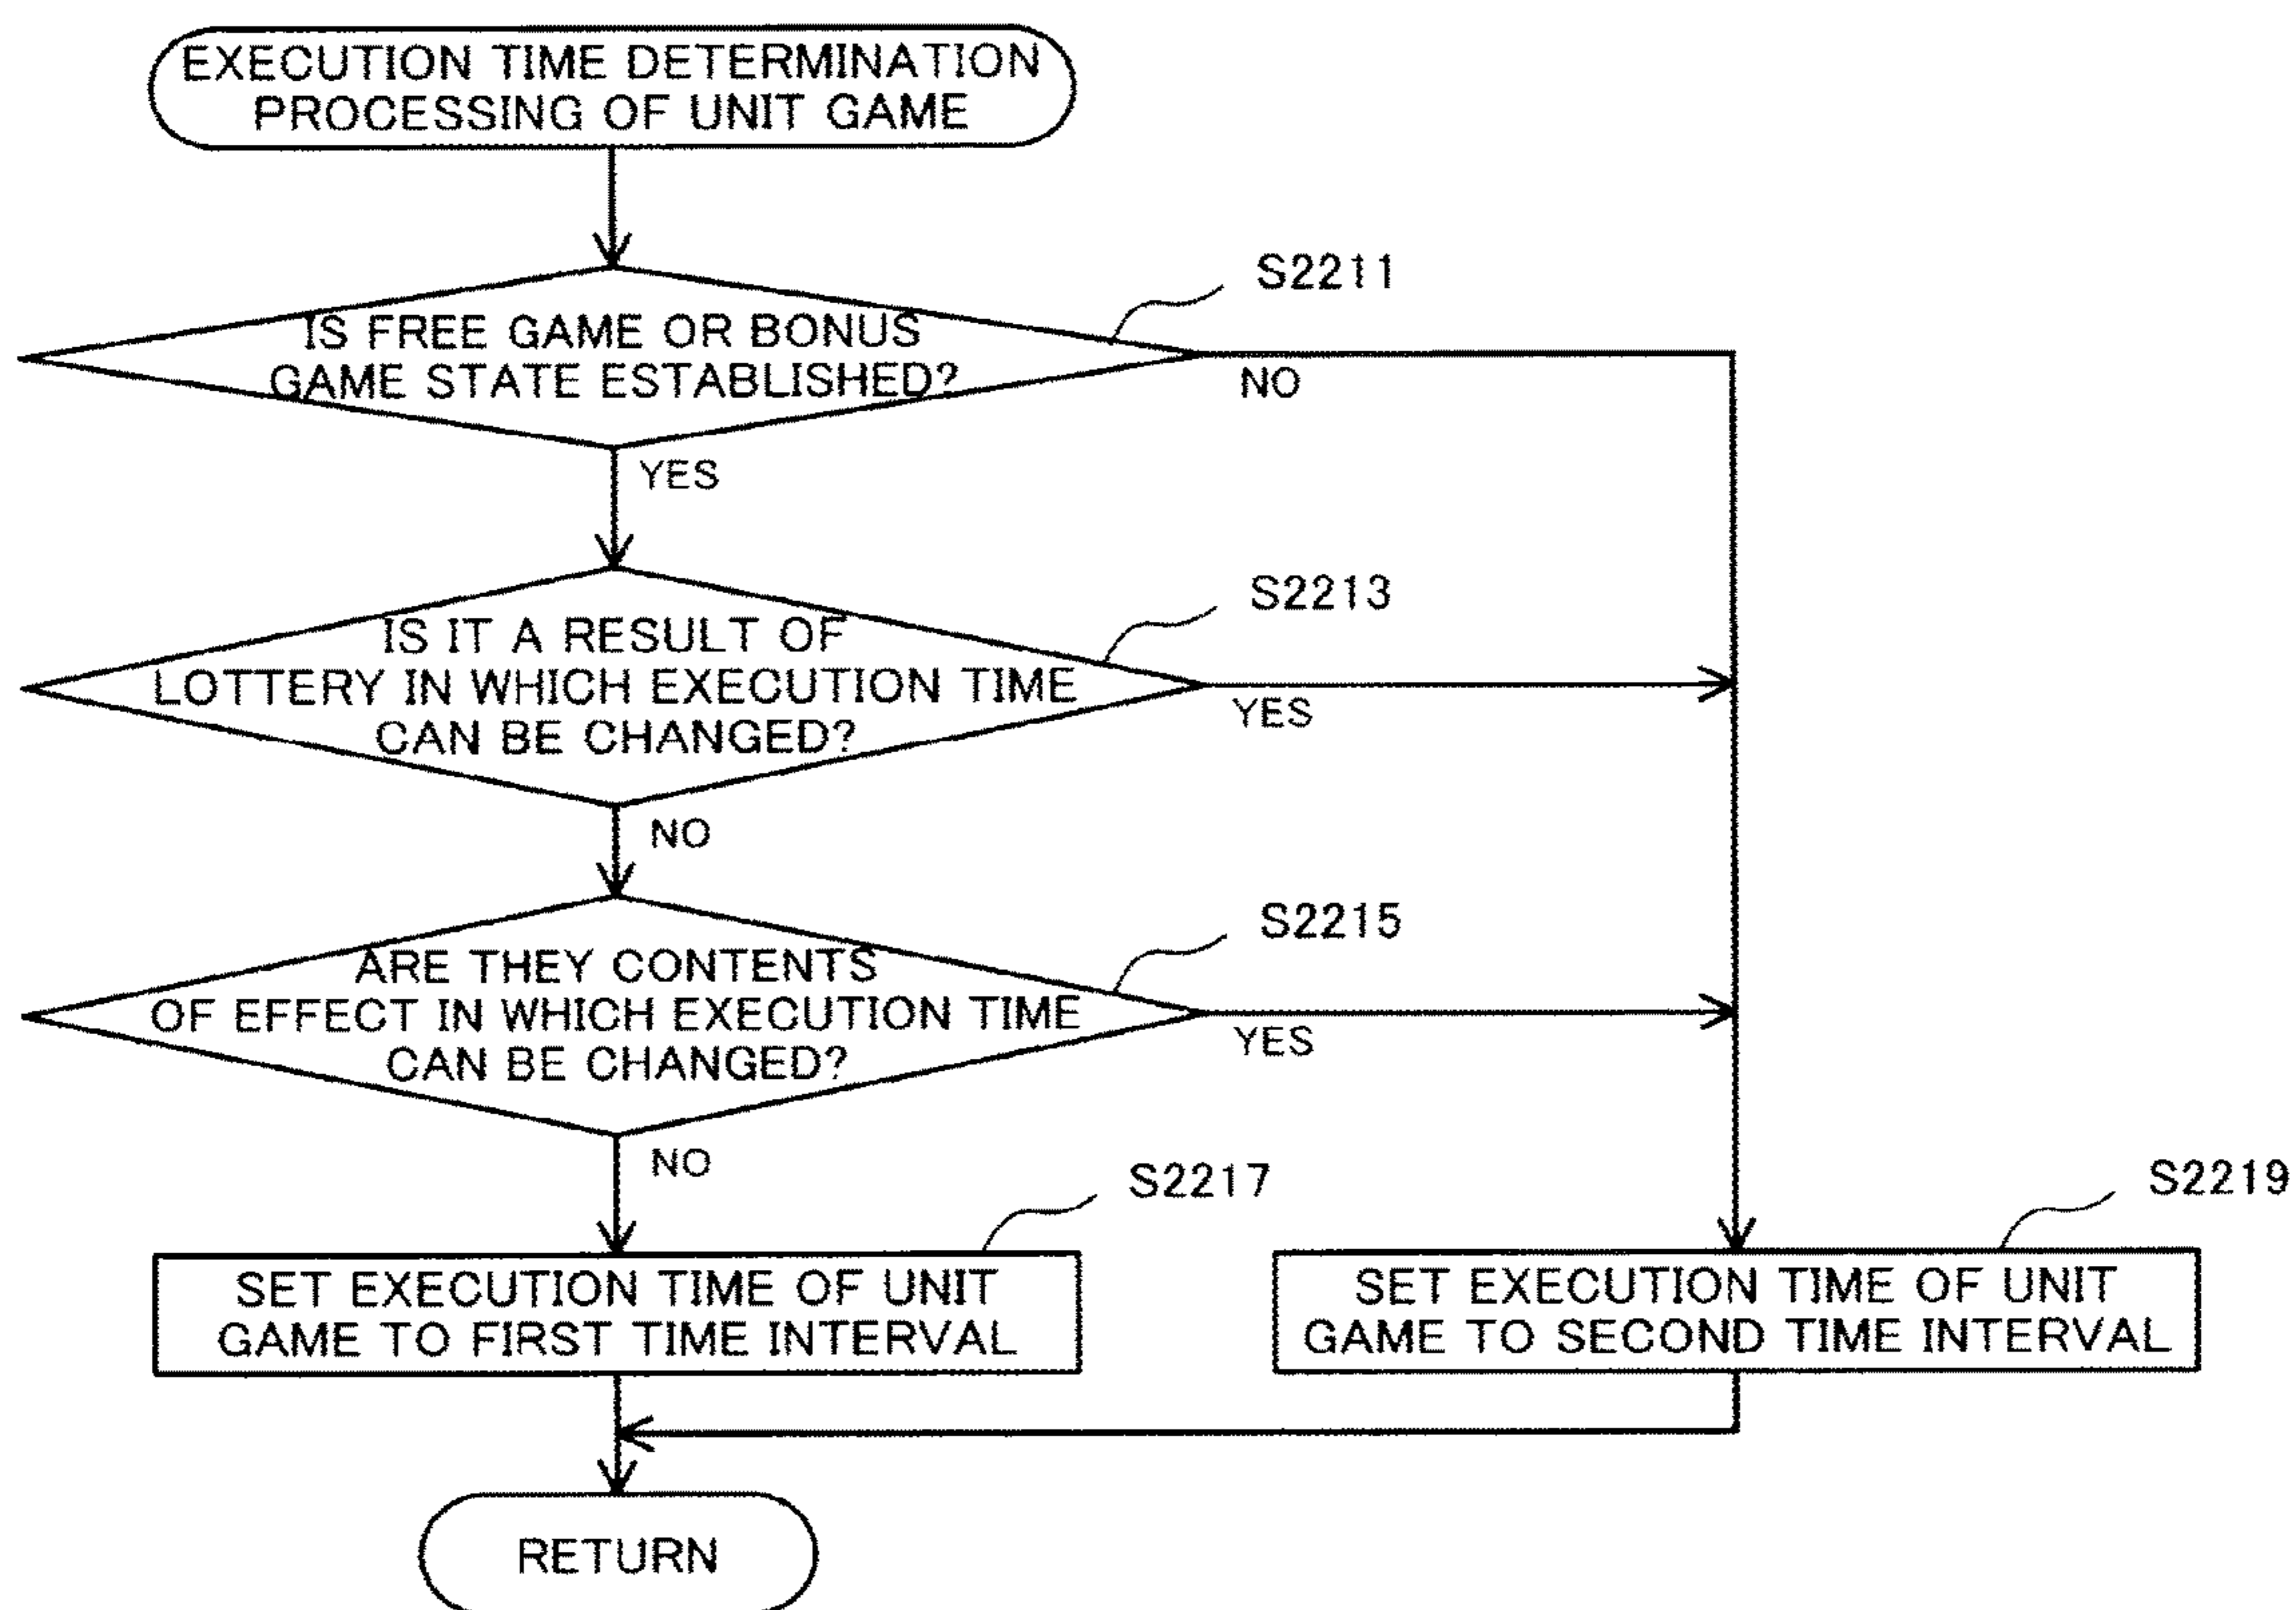 EXECUTION TIME DETERMINATION
PROCESSING OF UNIT GAME
S2211
IS FREE GAME OR BONUS
GAME STATE ESTABLISHED?
NO
YES
S2213
IS IT A RESULT OF
LOTTERY IN WHICH EXECUTION TIME
CAN BE CHANGED?
YES
NO
S2215
ARE THEY CONTENTS
OF EFFECT IN WHICH EXECUTION TIME
CAN BE CHANGED?
YES
NO
S2217
SET EXECUTION TIME OF UNIT
GAME TO FIRST TIME INTERVAL
S2219
SET EXECUTION TIME OF UNIT
GAME TO SECOND TIME INTERVAL
RETURN